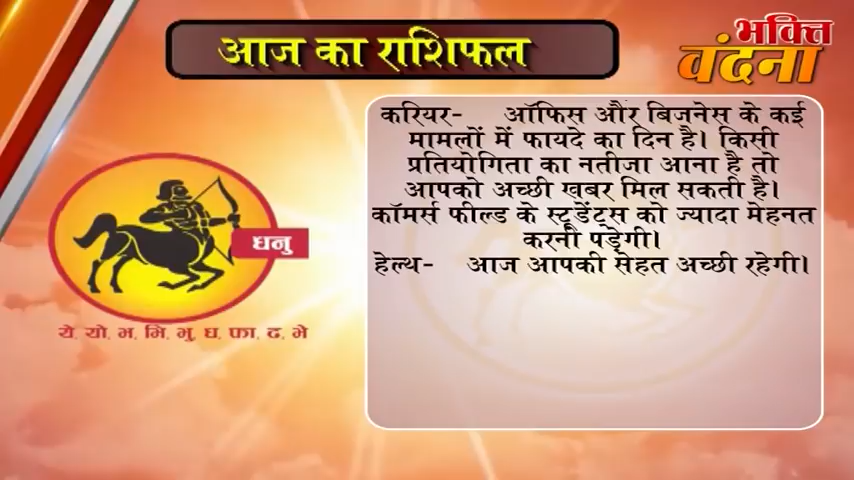 आज का राशिफल
भक्ति
वंदना
करियर- ऑफिस और बिजनेस के कई
मामलों में फायदे का दिन है। किसी
प्रतियोगिता का नतीजा आना है तो
आपको अच्छी खबर मिल सकती है।
कॉमर्स फील्ड के स्टूडेंट्स को ज्यादा मेहनत
करनी पड़ेगी।
हेल्थ- आज आपकी सेहत अच्छी रहेगी।
धनु
ये, यो, भ, मि, भु, ध, फा, ढ, भे